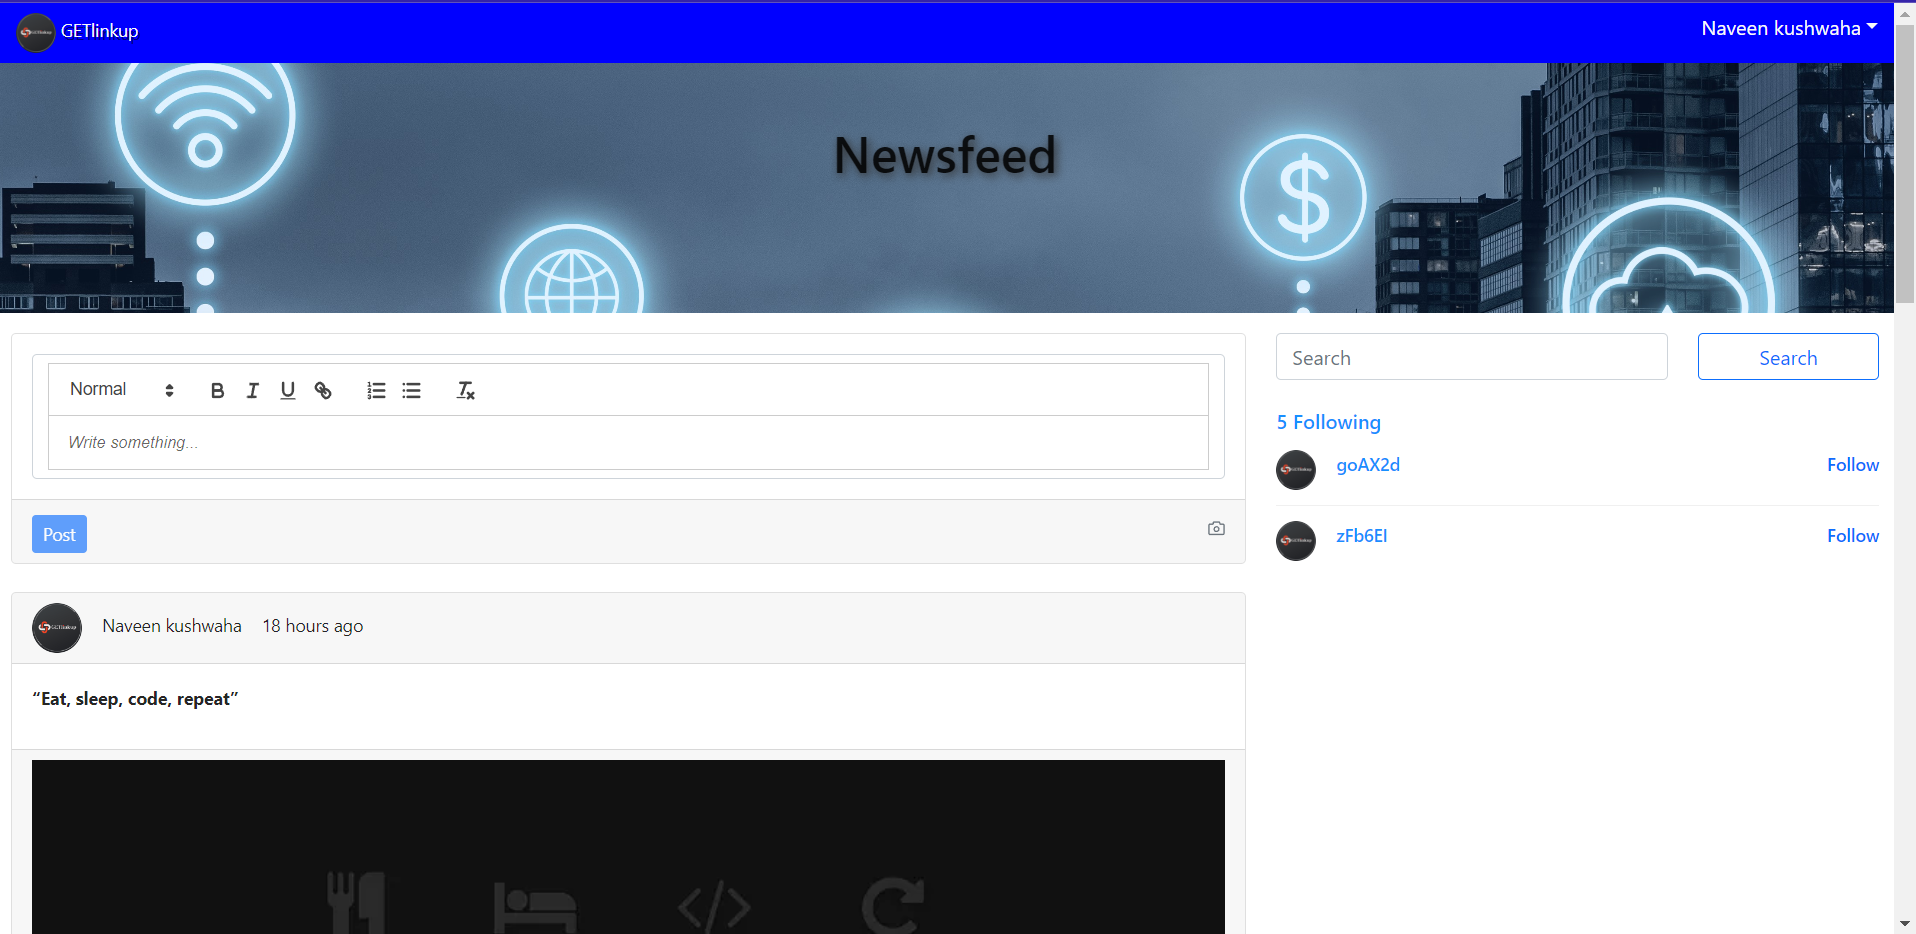 GETlinkup
Naveen kushwaha
Newsfeed
Normal
Write something...
Post
Search
Search
5 Following
goAX2d
Follow
zFb6EI
Follow
Naveen kushwaha 18 hours ago
“Eat, sleep, code, repeat”